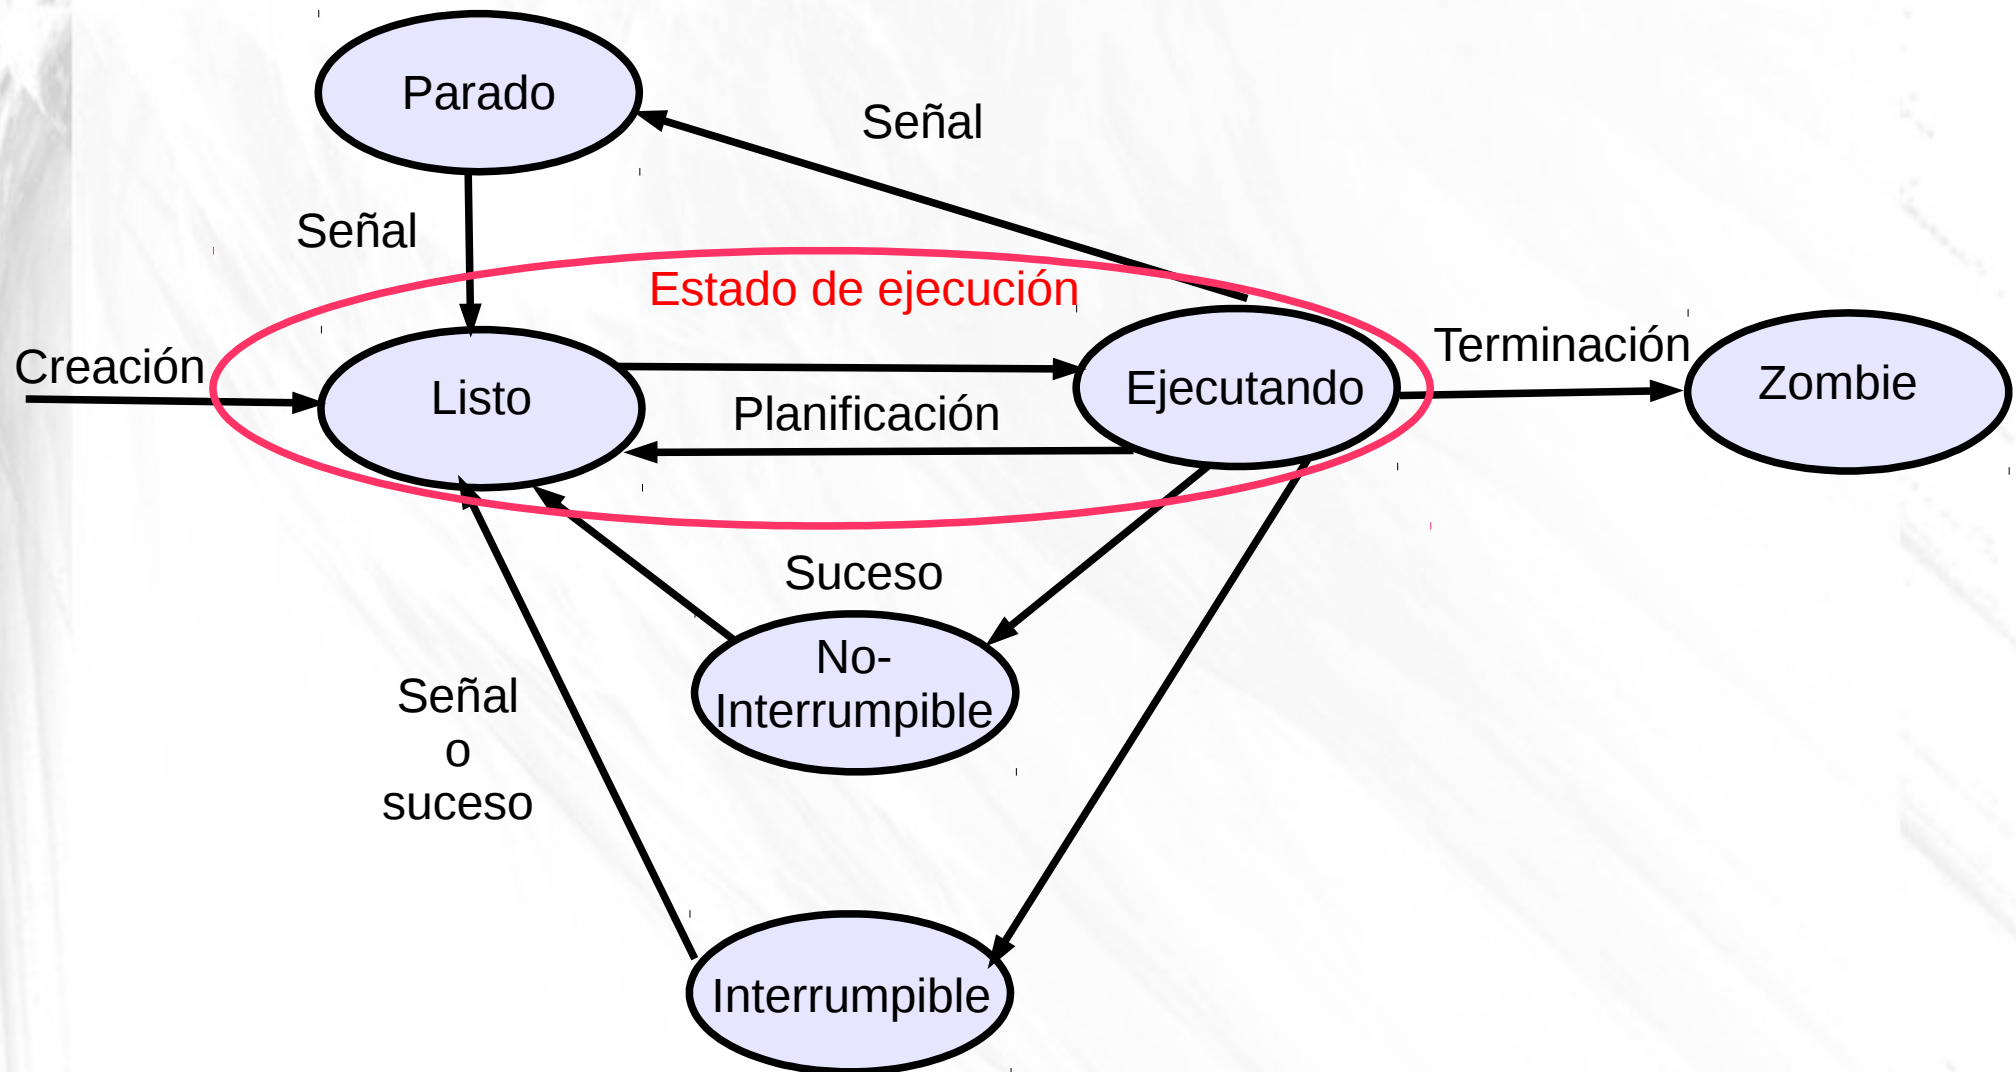 Parado
Señal
Señal
Estado de ejecución
Creación
Listo
Planificación
Ejecutando
Terminación
Zombie
Suceso
No-
Interrumpible
Señal
o
suceso
Interrumpible